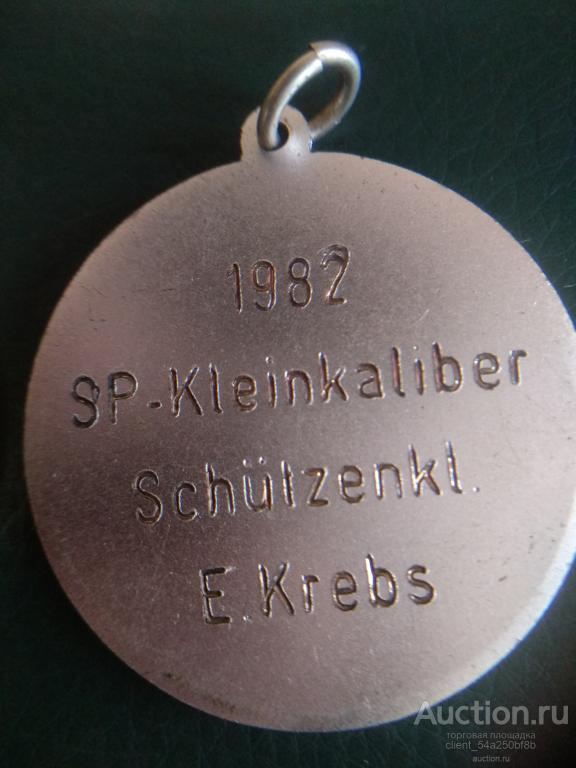 1982
SP-Kleinkaliber
Schützenkl.
E.Krebs
Auction.ru
торговая площадка
client_54a250bf8b
auction.ru